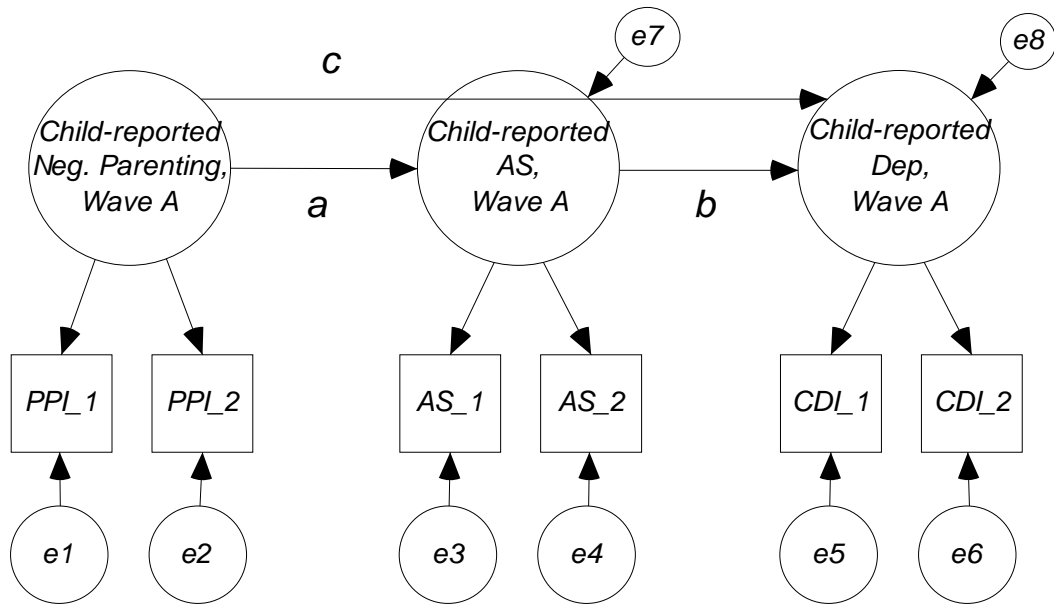 e7
e8
c
Child-reported
Neg. Parenting,
Wave A
Child-reported
AS,
Wave A
Child-reported
Dep,
Wave A
a
b
PPI_1
PPI_2
AS_1
AS_2
CDI_1
CDI_2
e1
e2
e3
e4
e5
e6